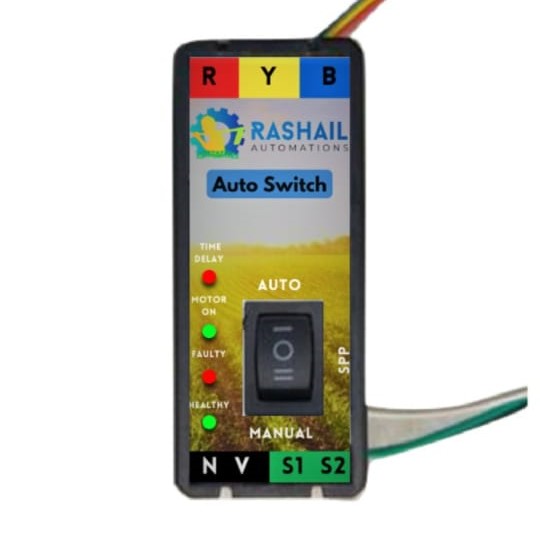 R Y B
RASHAIL
AUTOMATIONS
Auto Switch
TIME
DELAY
AUTO
MOTOR
ON
FAULTY
SPP
HEALTHY
MANUAL
N V S1 S2